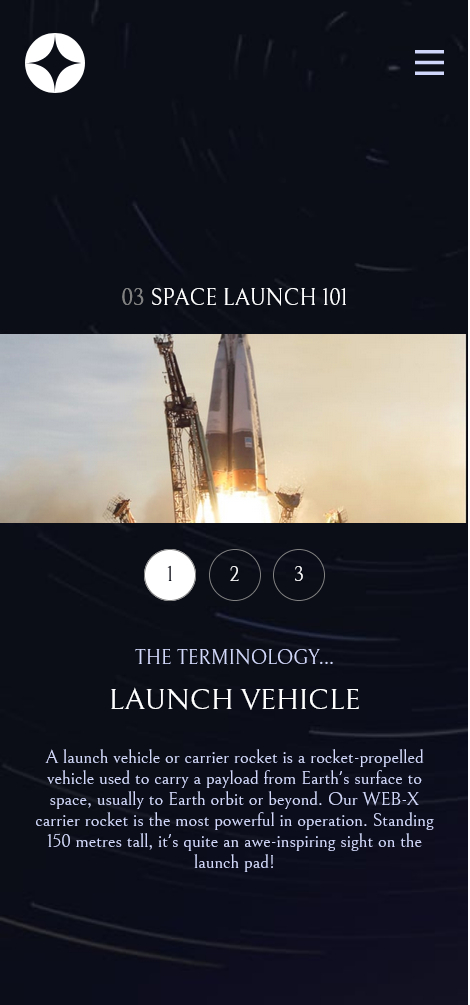 03 SPACE LAUNCH 101
1 2 3
THE TERMINOLOGY...
LAUNCH VEHICLE
A launch vehicle or carrier rocket is a rocket-propelled
vehicle used to carry a payload from Earth's surface to
space, usually to Earth orbit or beyond. Our WEB-X
carrier rocket is the most powerful in operation. Standing
150 metres tall, it's quite an awe-inspiring sight on the
launch pad!